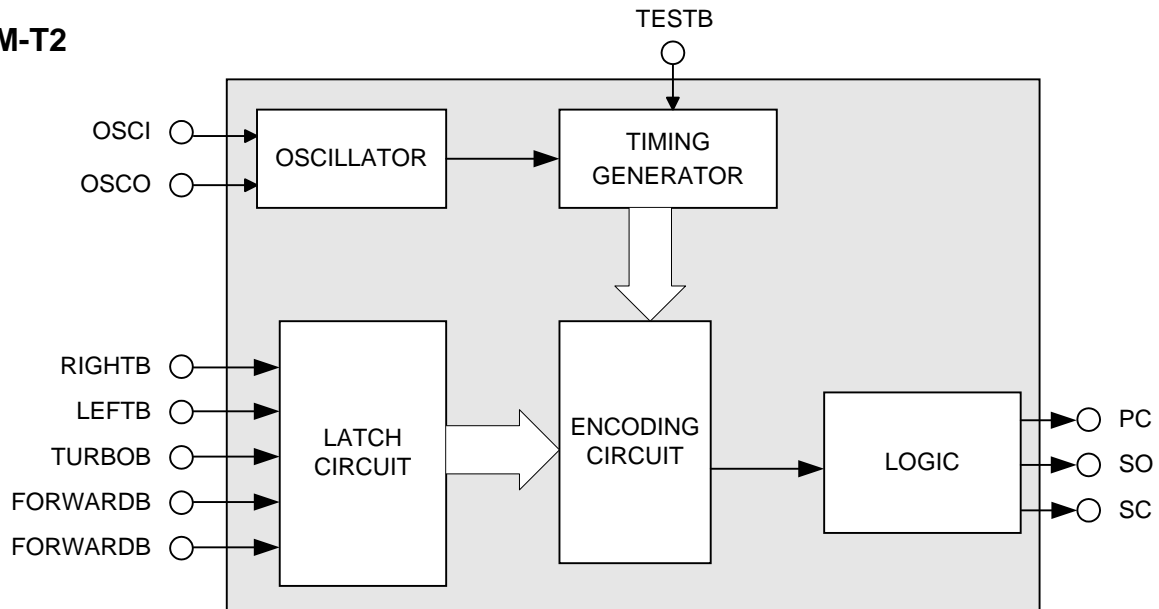 TESTB
M-T2
OSCI
OSCO
OSCILLATOR
TIMING
GENERATOR
RIGHTB
LEFTB
TURBOB
FORWARDB
FORWARDB
LATCH
CIRCUIT
ENCODING
CIRCUIT
LOGIC
PC
SO
SC